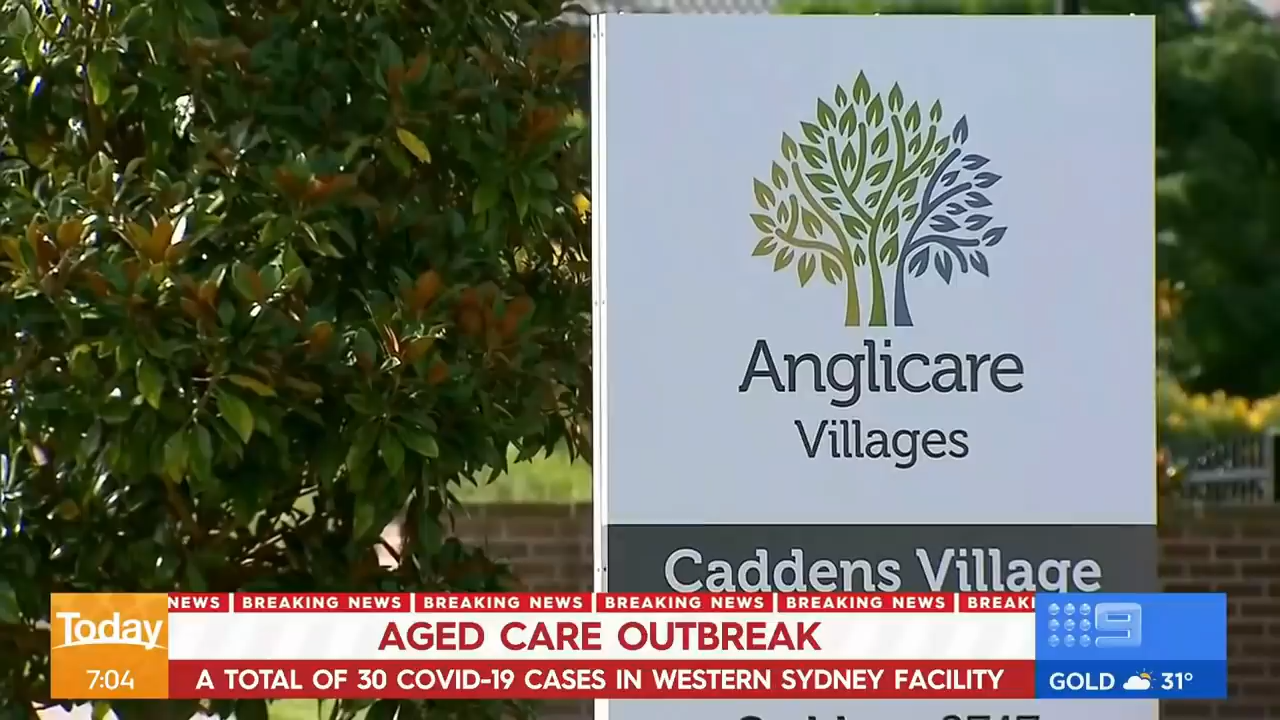 Anglicare
Villages
Caddens Village
NEWS | BREAKING NEWS | BREAKING NEWS | BREAKING NEWS | BREAKING NEWS | BREAKI
Today
AGED CARE OUTBREAK
9
7:04
A TOTAL OF 30 COVID-19 CASES IN WESTERN SYDNEY FACILITY
GOLD 31°